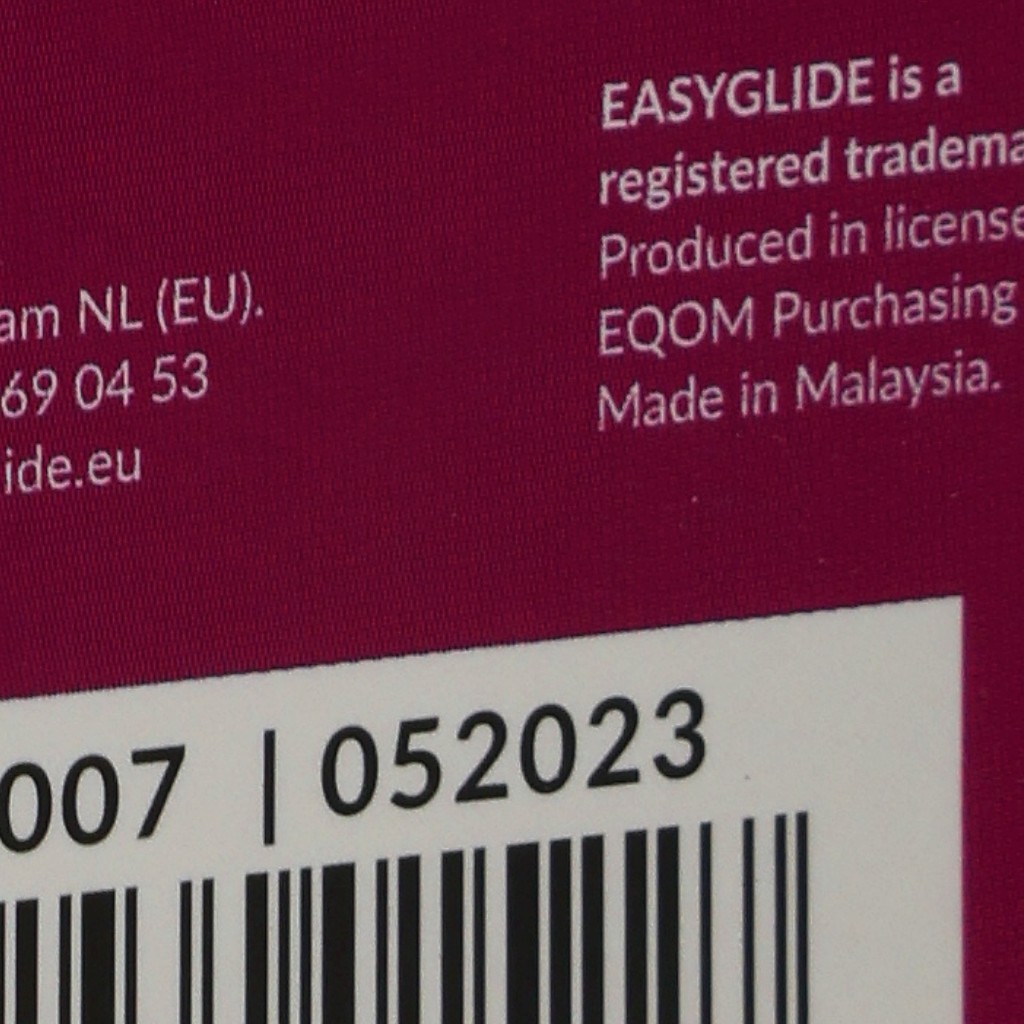 EASYGLIDE is a
registered tradema
Produced in license
EQOM Purchasing
Made in Malaysia.
am NL (EU).
69 04 53
ide.eu
007 | 052023